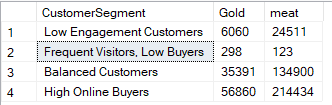 CustomerSegment Gold meat
1 Low Engagement Customers 6060 24511
2 Frequent Visitors, Low Buyers 298 123
3 Balanced Customers 35391 134900
4 High Online Buyers 56860 214434